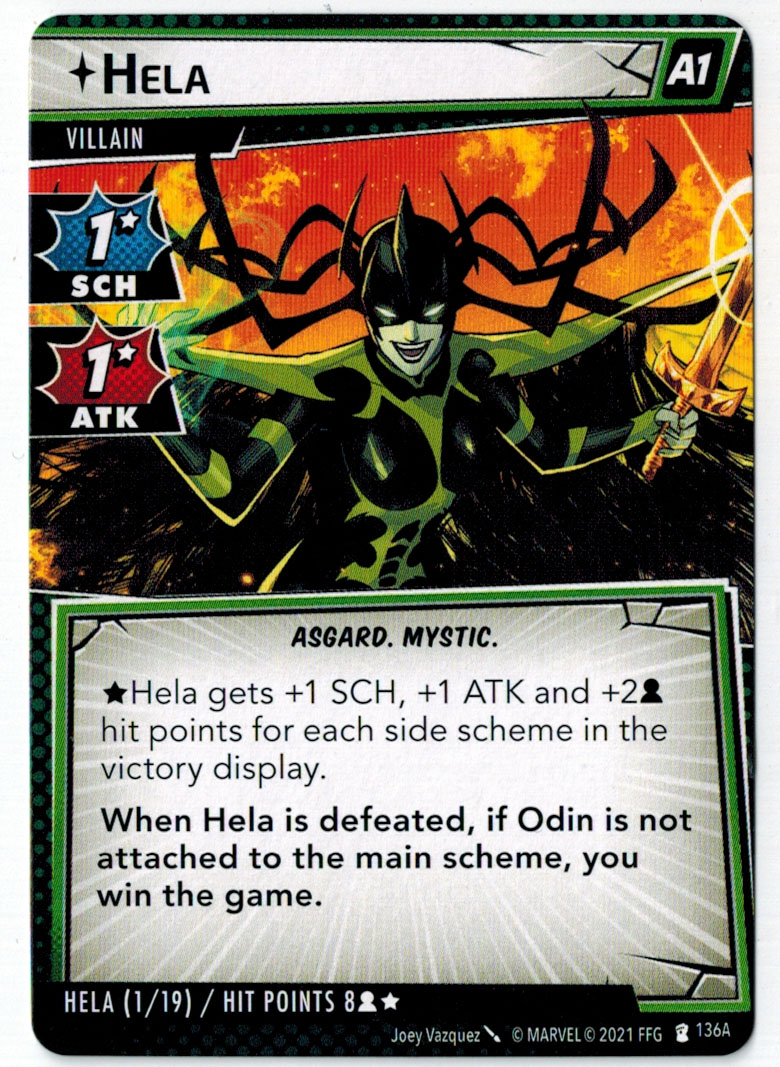 HELA
A1
VILLAIN
1★
SCH
1★
ATK
ASGARD. MYSTIC.
★Hela gets +1 SCH, +1 ATK and +2
hit points for each side scheme in the
victory display.
When Hela is defeated, if Odin is not
attached to the main scheme, you
win the game.
HELA (1/19) / HIT POINTS 8★
Joey Vazquez © MARVEL © 2021 FFG 136A